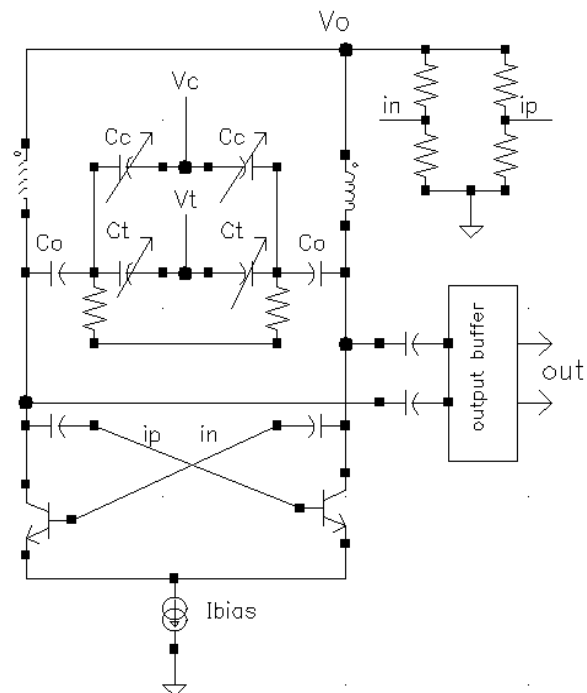 Vo
Vc
in
ip
Cc
Cc
Vt
Co
Ct
Ct
Co
output buffer
out
ip
in
Ibias